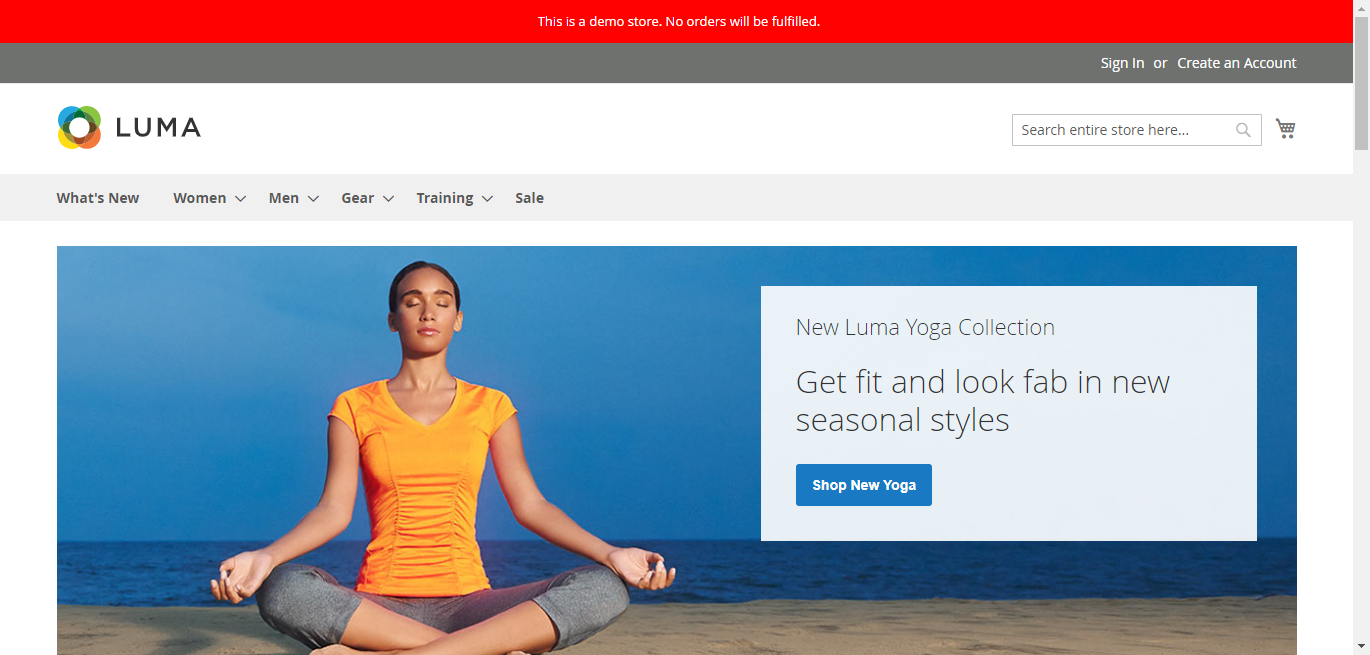 This is a demo store. No orders will be fulfilled.
Sign In or Create an Account
LUMA
Search entire store here...
What's New Women Men Gear Training Sale
New Luma Yoga Collection
Get fit and look fab in new
seasonal styles
Shop New Yoga